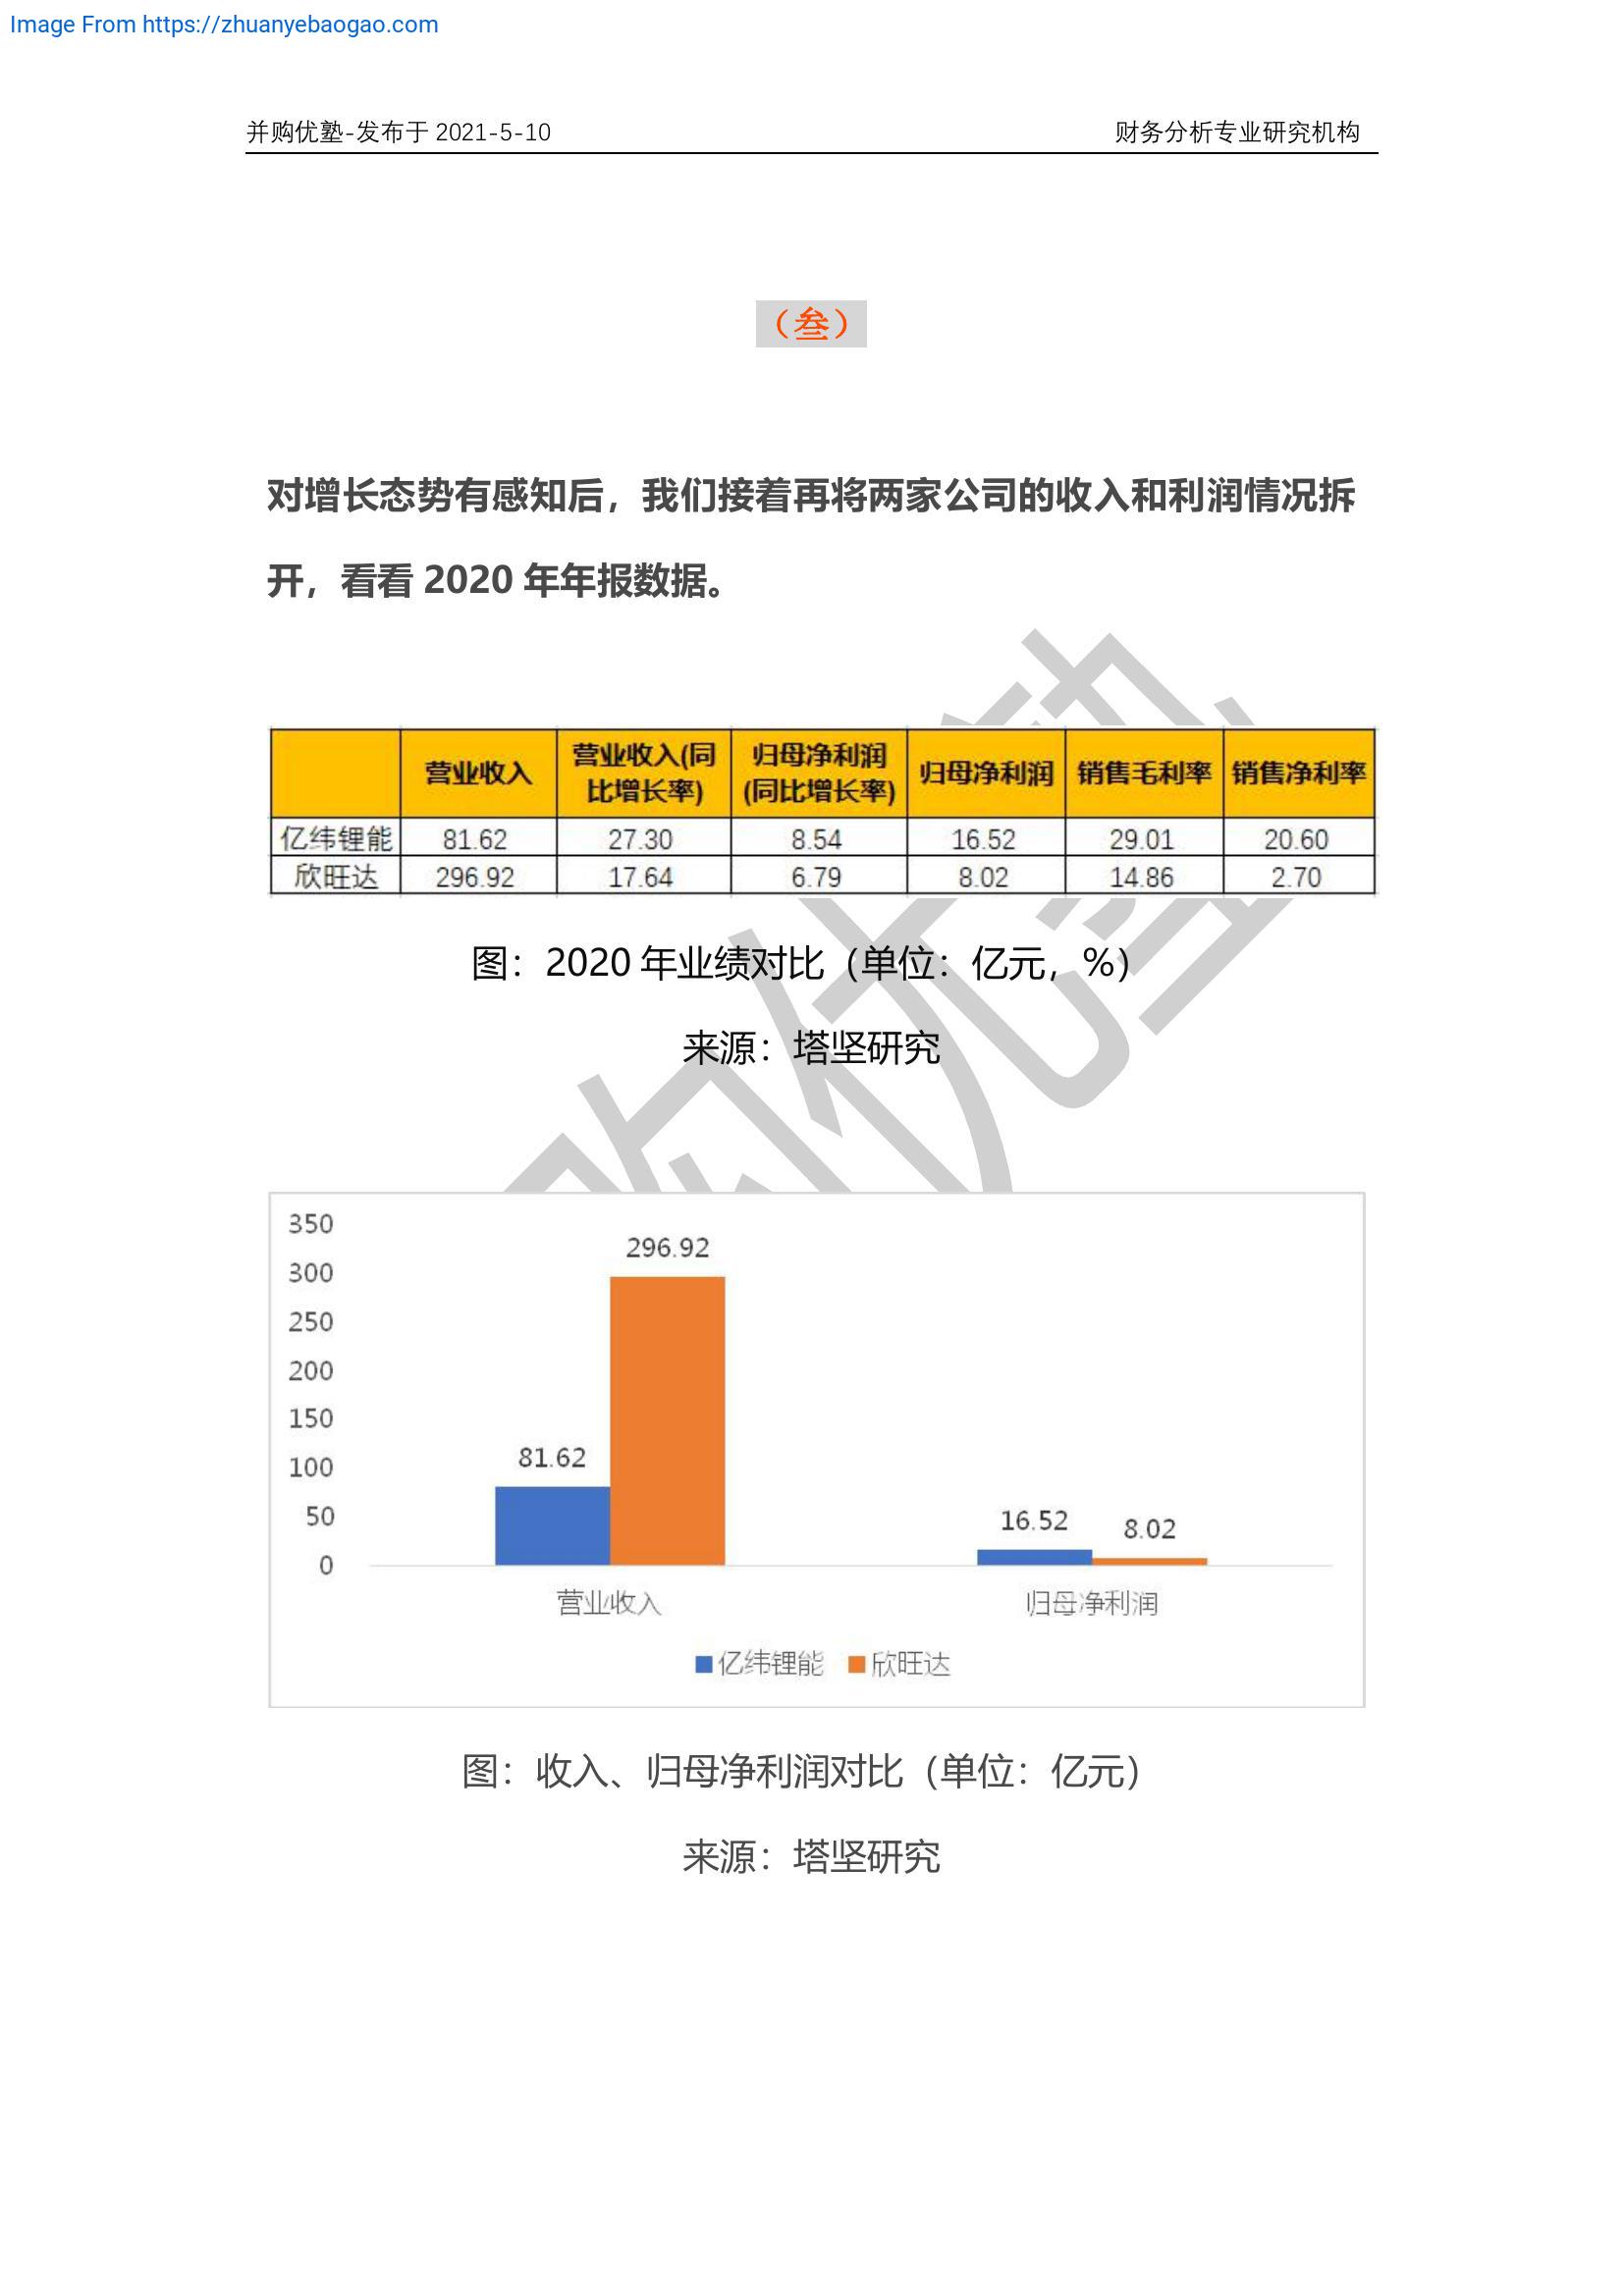 Image From https://zhuanyebaogao.com
并购优塾-发布于 2021-5-10 财务分析专业研究机构
（叁）
对增长态势有感知后，我们接着再将两家公司的收入和利润情况拆
开，看看 2020 年年报数据。
营业收入 营业收入(同比增长率) 归母净利润(同比增长率) 归母净利润 销售毛利率 销售净利率
亿纬锂能 81.62 27.30 8.54 16.52 29.01 20.60
欣旺达 296.92 17.64 6.79 8.02 14.86 2.70
图：2020 年业绩对比（单位：亿元，%）
来源：塔坚研究
350
300
250
200
150
100
50
0
296.92
81.62
16.52
8.02
营业收入 归母净利润
亿纬锂能 欣旺达
图：收入、归母净利润对比（单位：亿元）
来源：塔坚研究
购优塾